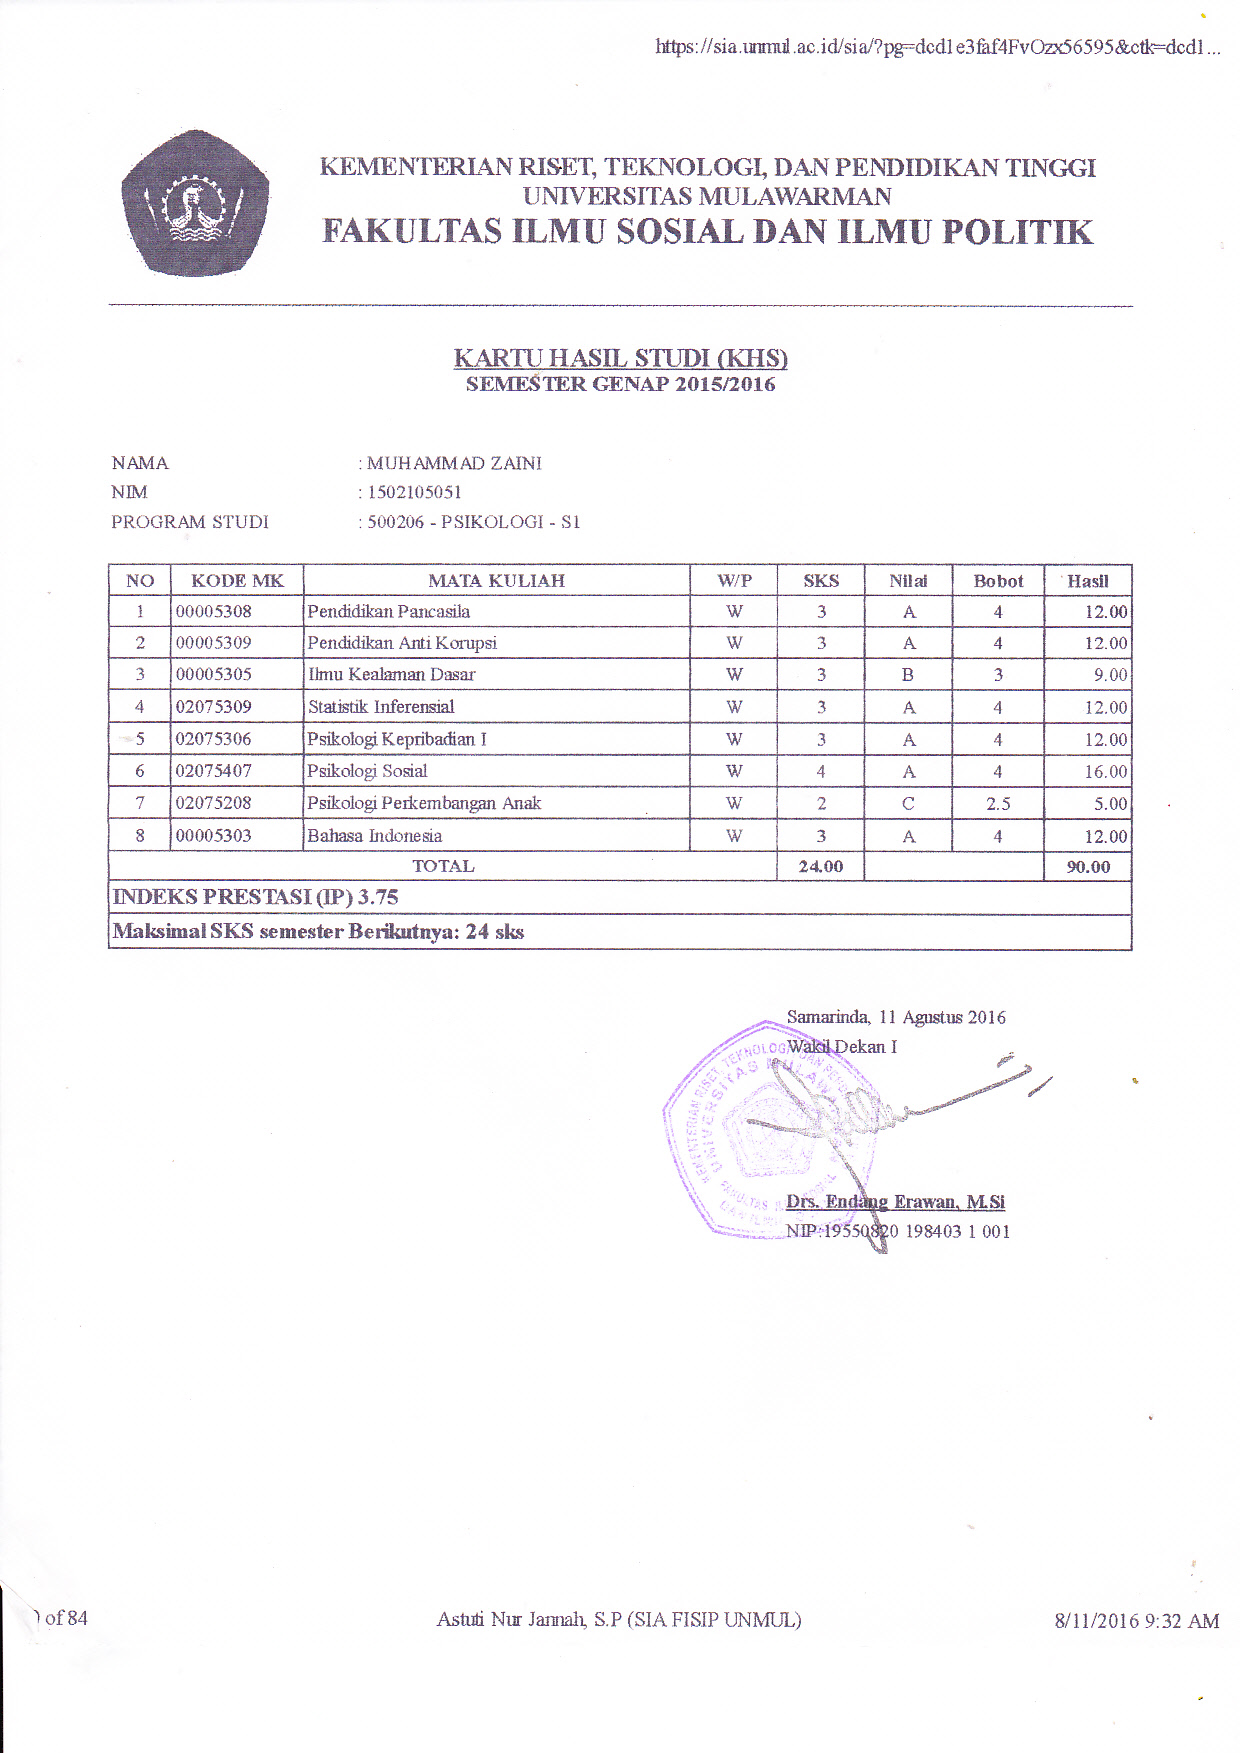 https://sia.unmul.ac.id/sia/?pg=dcd1e3faf4FvOzx56595&ctk=dcd1...
KEMENTERIAN RISET, TEKNOLOGI, DAN PENDIDIKAN TINGGI
UNIVERSITAS MULAWARMAN
FAKULTAS ILMU SOSIAL DAN ILMU POLITIK
KARTU HASIL STUDI (KHS)
SEMESTER GENAP 2015/2016
NAMA : MUHAMMAD ZAINI
NIM : 1502105051
PROGRAM STUDI : 500206 - PSIKOLOGI - S1
NO KODE MK MATA KULIAH W/P SKS Nilai Bobot Hasil
1 00005308 Pendidikan Pancasila W 3 A 4 12.00
2 00005309 Pendidikan Anti Korupsi W 3 A 4 12.00
3 00005305 Ilmu Kealaman Dasar W 3 B 3 9.00
4 02075309 Statistik Inferensial W 3 A 4 12.00
5 02075306 Psikologi Kepribadian I W 3 A 4 12.00
6 02075407 Psikologi Sosial W 4 A 4 16.00
7 02075208 Psikologi Perkembangan Anak W 2 C 2.5 5.00
8 00005303 Bahasa Indonesia W 3 A 4 12.00
TOTAL 24.00 90.00
INDEKS PRESTASI (IP) 3.75
Maksimal SKS semester Berikutnya: 24 sks
Samarinda, 11 Agustus 2016
Wakil Dekan I
KEMENTERIAN RISET, TEKNOLOGI, DAN
UNIVERSITAS MULAW
FAKULTAS
Drs. Endang Erawan, M.Si
NIP:19550820 198403 1 001
of 84 Astuti Nur Jannah, S.P (SIA FISIP UNMUL) 8/11/2016 9:32 AM